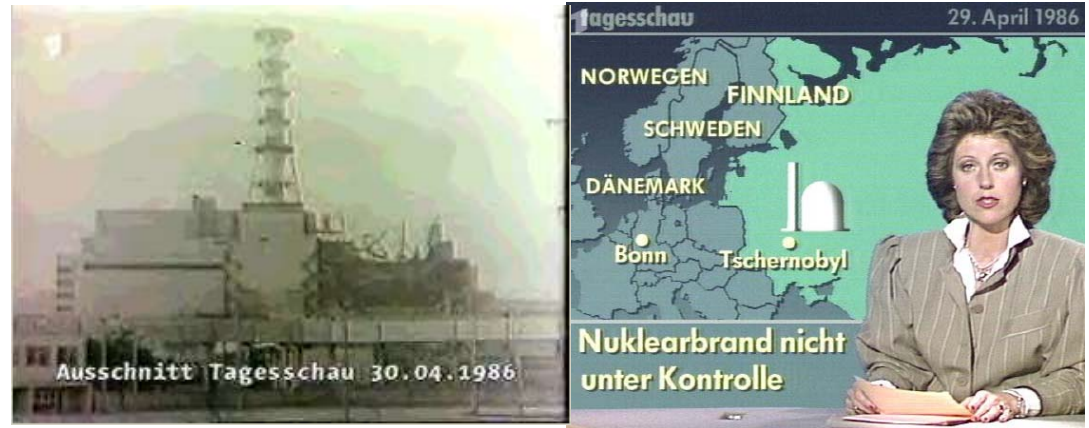 Ausschnitt Tagesschau 30.04.1986
tagesschau
29. April 1986
NORWEGEN
FINNLAND
SCHWEDEN
DÄNEMARK
Bonn
Tschernobyl
Nuklearbrand nicht
unter Kontrolle